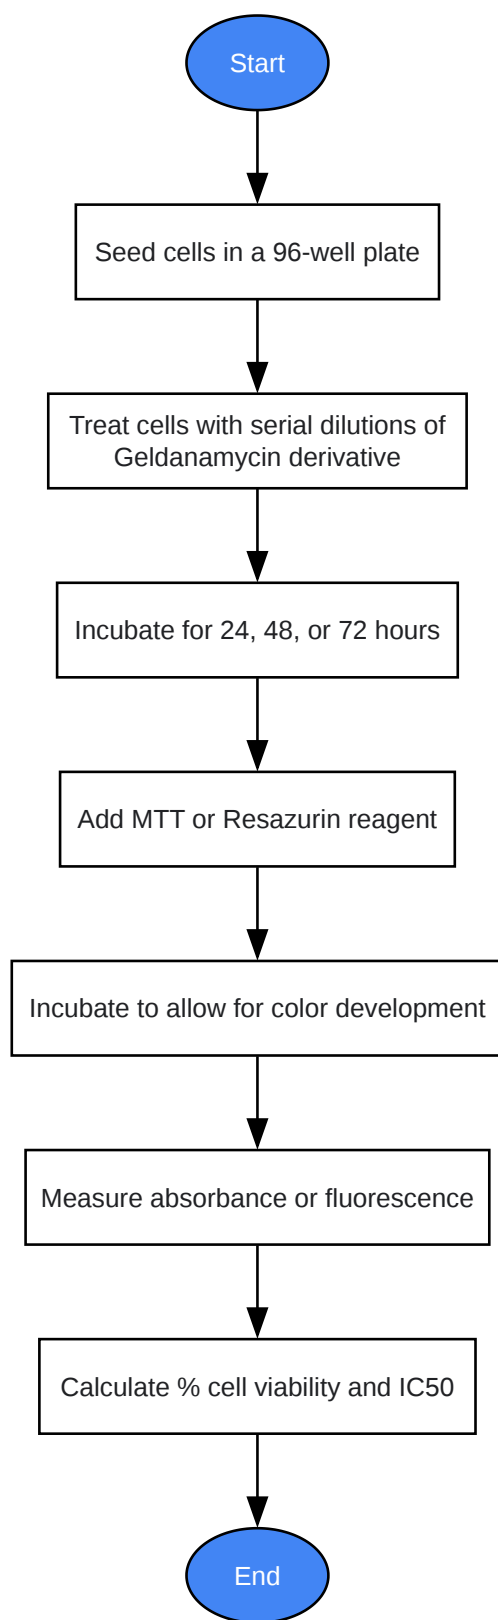 Start
Seed cells in a 96-well plate
Treat cells with serial dilutions of
Geldanamycin derivative
Incubate for 24, 48, or 72 hours
Add MTT or Resazurin reagent
Incubate to allow for color development
Measure absorbance or fluorescence
Calculate % cell viability and IC50
End